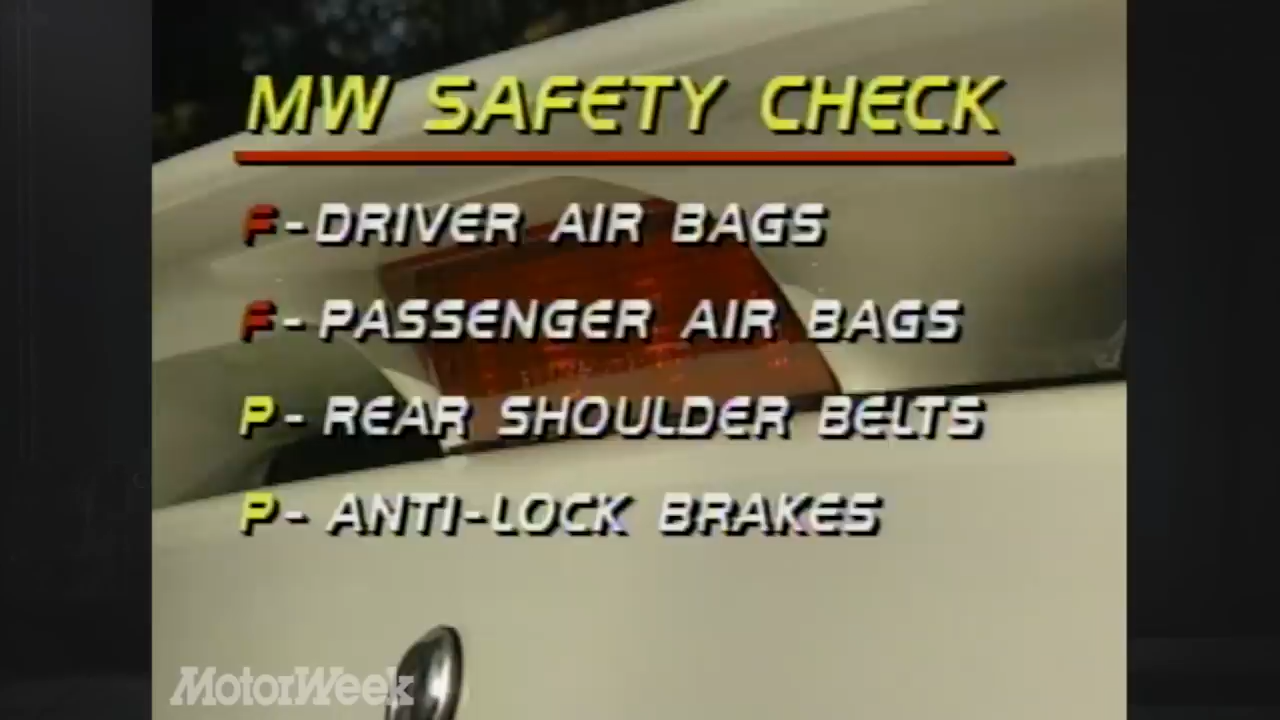 MW SAFETY CHECK
F-DRIVER AIR BAGS
F-PASSENGER AIR BAGS
P- REAR SHOULDER BELTS
P- ANTI-LOCK BRAKES
MotorWeek